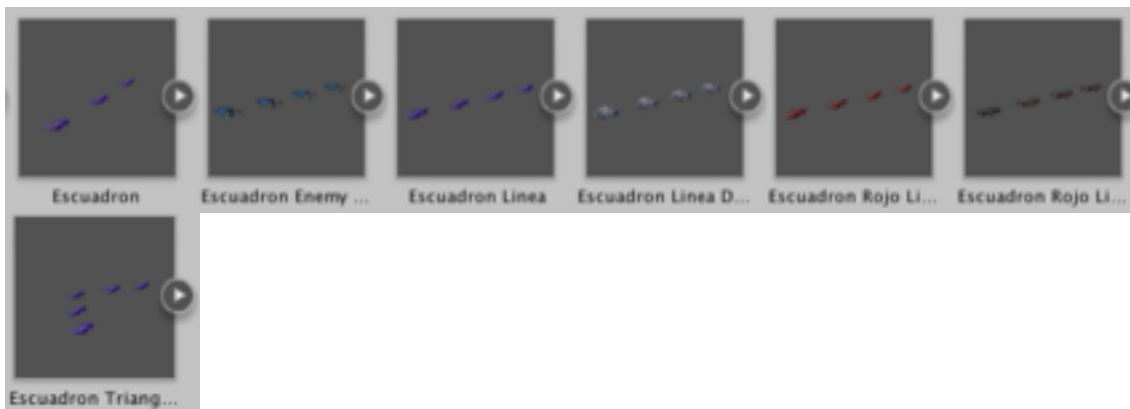 Escuadron
Escuadron Enemy ...
Escuadron Linea
Escuadron Linea D...
Escuadron Rojo Li...
Escuadron Rojo Li...
Escuadron Triang...